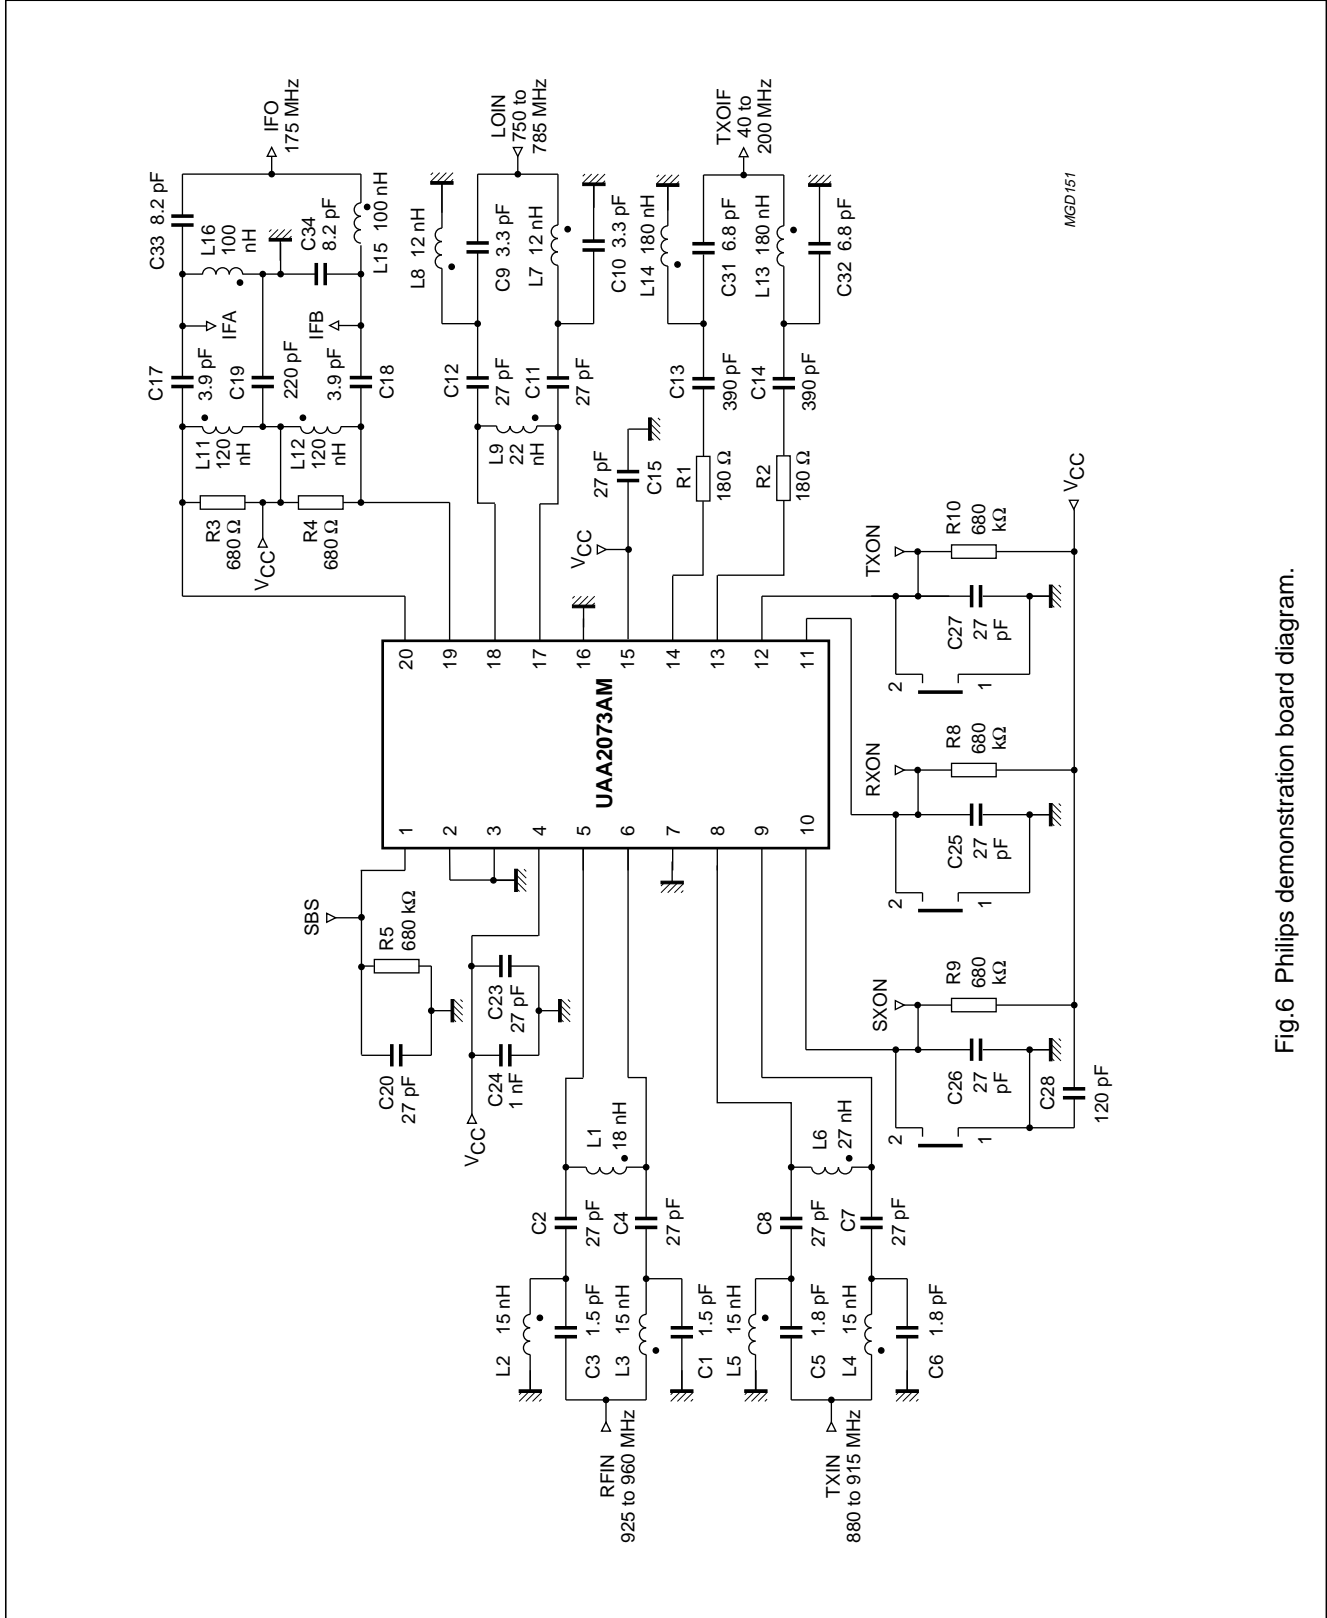 C33 8.2 pF
IFO
175 MHz
L16
100
nH
C34
8.2 pF
L15 100 nH
IFA
IFB
C17
3.9 pF
C19
220 pF
3.9 pF
C18
L11
120
nH
L12
120
nH
R3
680 Ω
VCC
R4
680 Ω
LOIN
750 to
785 MHz
L8 12 nH
C9 3.3 pF
L7 12 nH
C10 3.3 pF
C12
27 pF
C11
27 pF
L9
22
nH
27 pF
C15
VCC
TXOIF
40 to
200 MHz
L14 180 nH
C31 6.8 pF
L13 180 nH
C32 6.8 pF
C13
390 pF
C14
390 pF
R1
180 Ω
R2
180 Ω
MGD151
20
19
18
17
16
15
14
13
12
11
UAA2073AM
1
2
3
4
5
6
7
8
9
10
SBS
R5
680 kΩ
C20
27 pF
C23
27 pF
C24
1 nF
VCC
L1
18 nH
C2
27 pF
C4
27 pF
L2 15 nH
C3 1.5 pF
L3 15 nH
C1 1.5 pF
RFIN
925 to 960 MHz
L6
27 nH
C8
27 pF
C7
27 pF
L5 15 nH
C5 1.8 pF
L4 15 nH
C6 1.8 pF
TXIN
880 to 915 MHz
TXON
R10
680
kΩ
C27
27
pF
2
1
RXON
R8
680
kΩ
C25
27
pF
2
1
SXON
R9
680
kΩ
C26
27
pF
2
1
C28
120 pF
VCC
Fig.6 Philips demonstration board diagram.